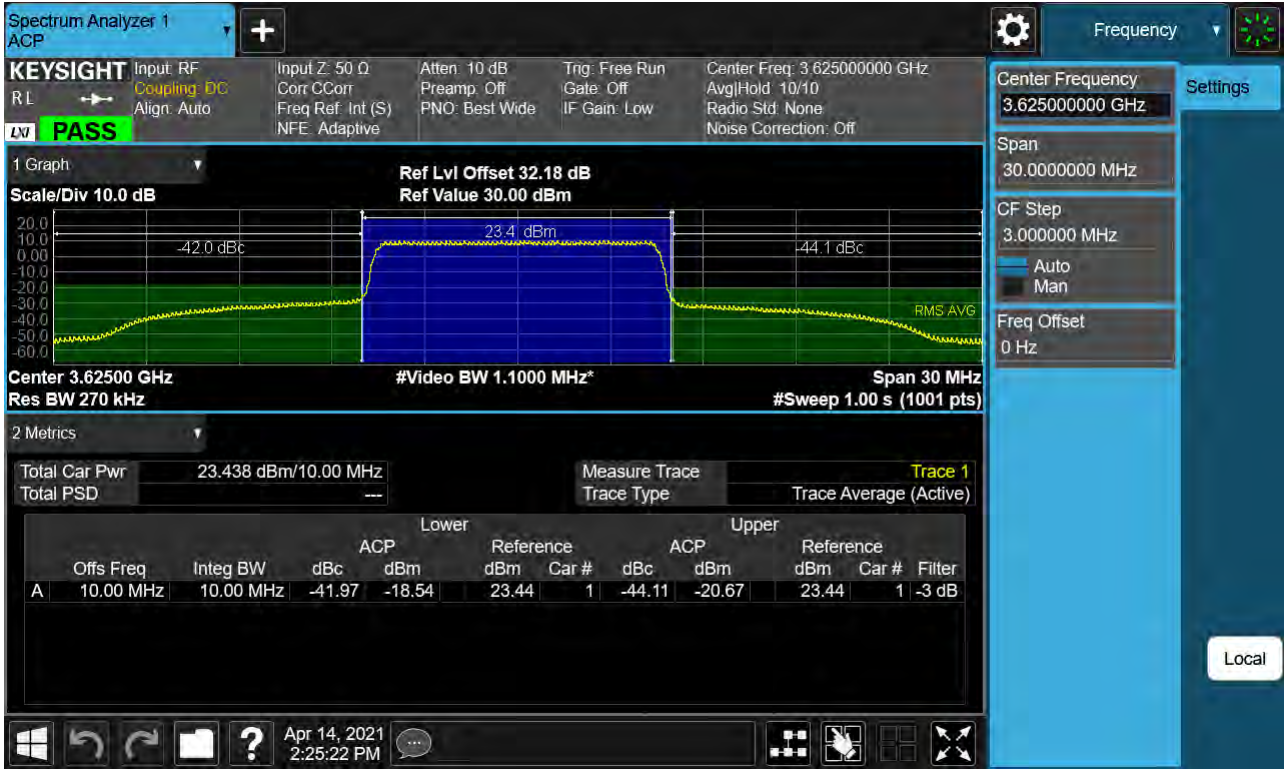 Spectrum Analyzer 1
ACP
+
Frequency
KEYSIGHT
RL
LXI PASS
Input: RF
Coupling: DC
Align: Auto
Input Z: 50 Ω
Corr CCorr
Freq Ref: Int (S)
NFE: Adaptive
Atten: 10 dB
Preamp: Off
PNO: Best Wide
Trig: Free Run
Gate: Off
IF Gain: Low
Center Freq: 3.625000000 GHz
Avg|Hold: 10/10
Radio Std: None
Noise Correction: Off
1 Graph
Scale/Div 10.0 dB
Ref Lvl Offset 32.18 dB
Ref Value 30.00 dBm
20.0
10.0
0.00
-10.0
-20.0
-30.0
-40.0
-50.0
-60.0
-42.0 dBc
23.4 dBm
-44.1 dBc
RMS AVG
Center 3.62500 GHz
#Video BW 1.1000 MHz*
Span 30 MHz
Res BW 270 kHz
#Sweep 1.00 s (1001 pts)
2 Metrics
Total Car Pwr 23.438 dBm/10.00 MHz
Total PSD ---
Measure Trace Trace 1
Trace Type Trace Average (Active)
Lower Upper
ACP Reference ACP Reference
Offs Freq Integ BW dBc dBm dBm Car # dBc dBm dBm Car # Filter
A 10.00 MHz 10.00 MHz -41.97 -18.54 23.44 1 -44.11 -20.67 23.44 1 -3 dB
Center Frequency
3.625000000 GHz
Span
30.0000000 MHz
CF Step
3.000000 MHz
Auto
Man
Freq Offset
0 Hz
Settings
Local
?
Apr 14, 2021
2:25:22 PM